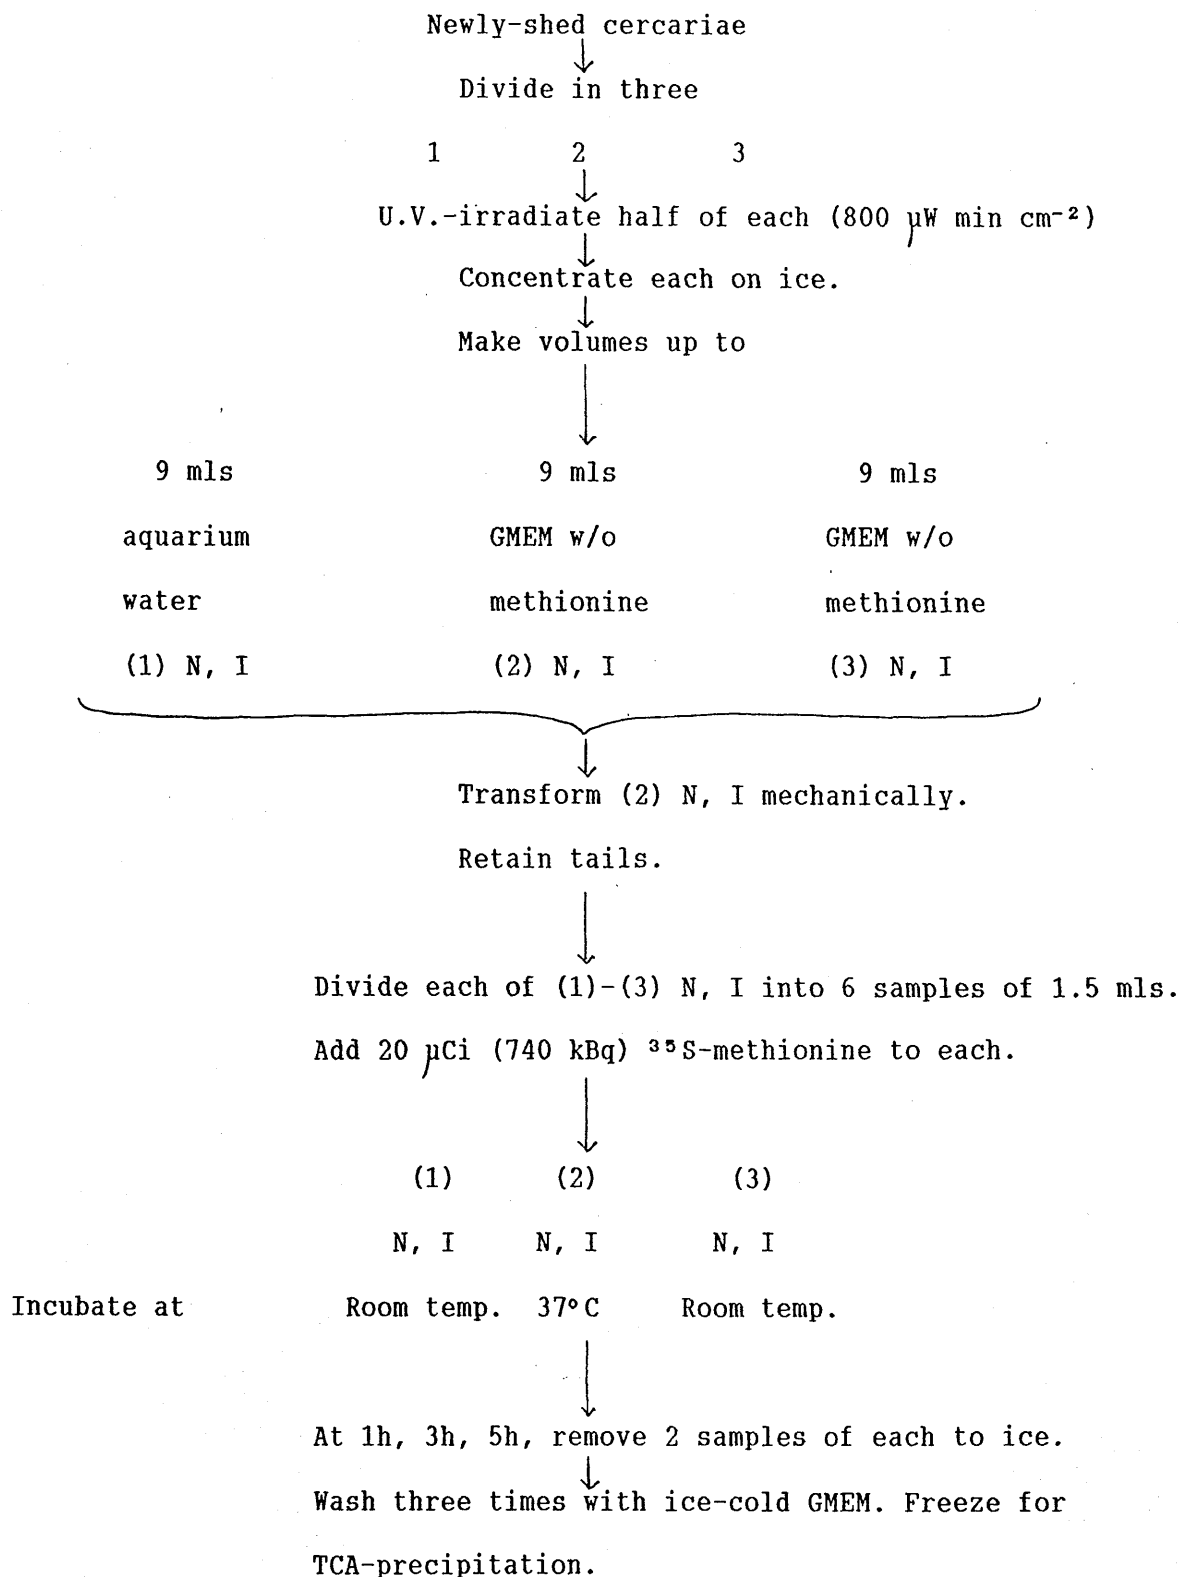 Newly-shed cercariae
Divide in three
1 2 3
U.V.-irradiate half of each (800 µW min cm⁻²)
Concentrate each on ice.
Make volumes up to
9 mls 9 mls 9 mls
aquarium GMEM w/o GMEM w/o
water methionine methionine
(1) N, I (2) N, I (3) N, I
Transform (2) N, I mechanically.
Retain tails.
Divide each of (1)-(3) N, I into 6 samples of 1.5 mls.
Add 20 µCi (740 kBq) ³⁵S-methionine to each.
(1) (2) (3)
N, I N, I N, I
Incubate at Room temp. 37°C Room temp.
At 1h, 3h, 5h, remove 2 samples of each to ice.
Wash three times with ice-cold GMEM. Freeze for
TCA-precipitation.